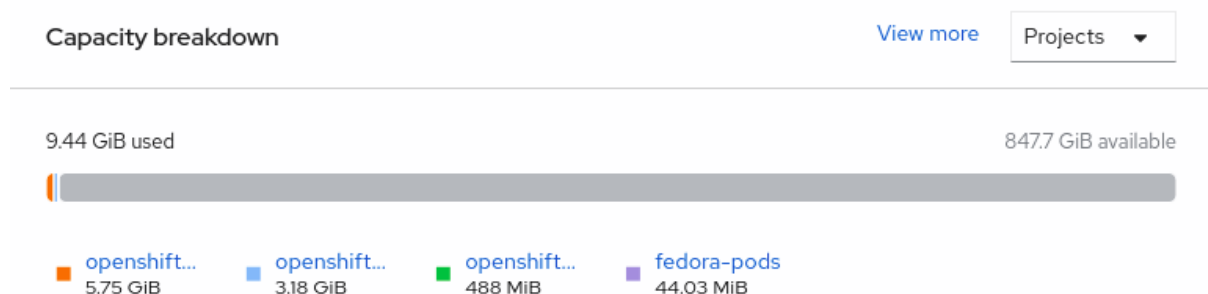 Capacity breakdown
View more
Projects
9.44 GiB used
847.7 GiB available
openshift... openshift... openshift... fedora-pods
5.75 GiB 3.18 GiB 488 MiB 44.03 MiB